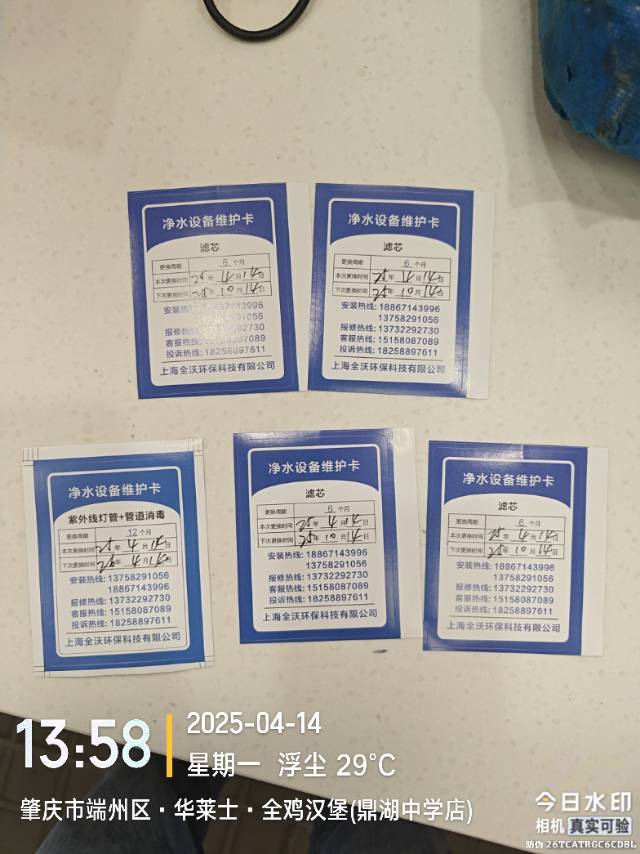 净水设备维护卡
滤芯
更换周期 6 个月
本次更换时间 25年 4月14日
下次更换时间 25年 10月14日
安装热线: 18867143996
13758291056
报修热线: 13732292730
客服热线: 15158087089
投诉热线: 18258897611
上海全沃环保科技有限公司
净水设备维护卡
滤芯
更换周期 6 个月
本次更换时间 25年 4月14日
下次更换时间 25年 10月14日
安装热线: 18867143996
13758291056
报修热线: 13732292730
客服热线: 15158087089
投诉热线: 18258897611
上海全沃环保科技有限公司
净水设备维护卡
紫外线灯管+管道消毒
更换周期 12 个月
本次更换时间 25年 4月14日
下次更换时间 26年 4月14日
安装热线: 13758291056
18867143996
报修热线: 13732292730
客服热线: 15158087089
投诉热线: 18258897611
上海全沃环保科技有限公司
净水设备维护卡
滤芯
更换周期 6 个月
本次更换时间 25年 4月14日
下次更换时间 25年 10月14日
安装热线: 18867143996
13758291056
报修热线: 13732292730
客服热线: 15158087089
投诉热线: 18258897611
上海全沃环保科技有限公司
净水设备维护卡
滤芯
更换周期 6 个月
本次更换时间 25年 4月14日
下次更换时间 25年 10月14日
安装热线: 18867143996
13758291056
报修热线: 13732292730
客服热线: 15158087089
投诉热线: 18258897611
上海全沃环保科技有限公司
13:58
2025-04-14
星期一 浮尘 29°C
肇庆市端州区·华莱士·全鸡汉堡(鼎湖中学店)
今日水印
相机 真实可验
防伪 26TCATRGC6CDBL